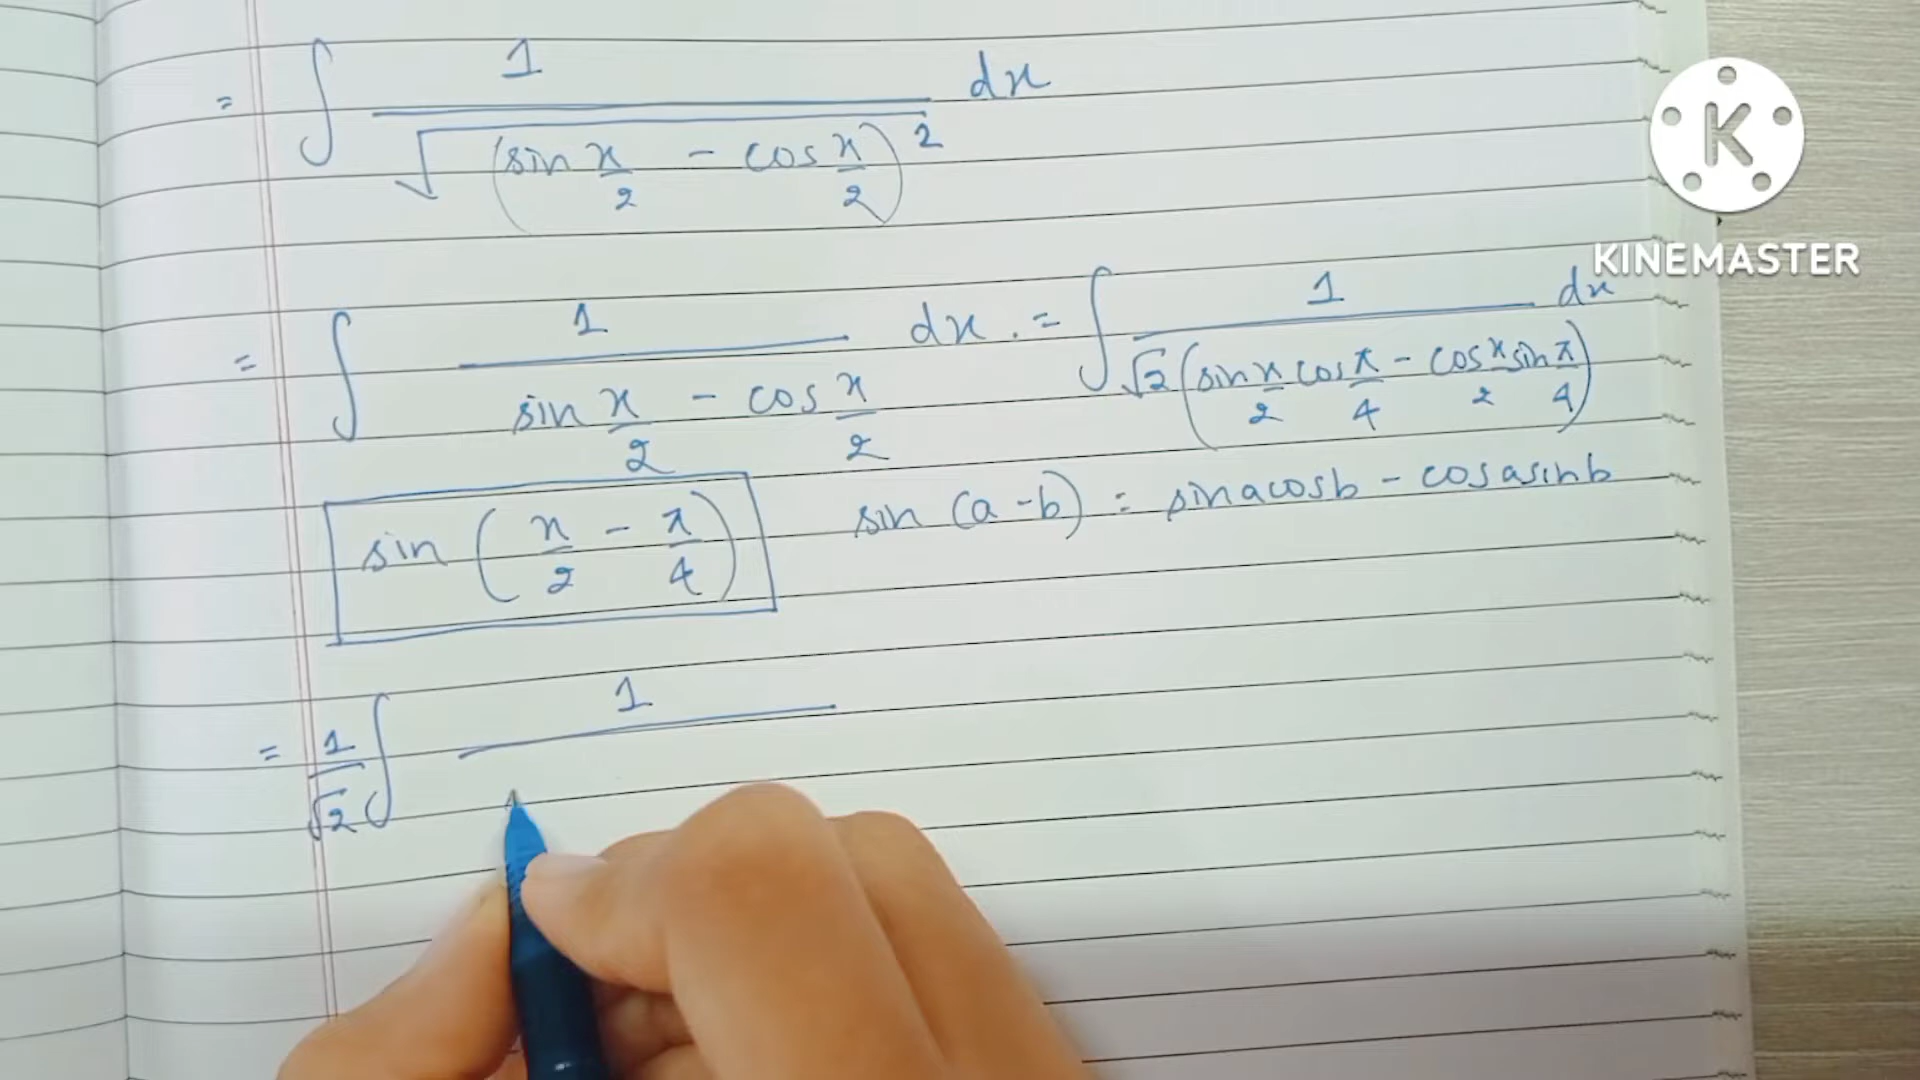 = ∫ 1 / √(sin x/2 - cos x/2)² dx
= ∫ 1 / (sin x/2 - cos x/2) dx . = ∫ 1 / √2 (sin x/2 cos π/4 - cos x/2 sin π/4) dx
sin (x/2 - π/4) sin (a - b) = sin a cos b - cos a sin b
= 1/√2 ∫ 1
K
KINEMASTER